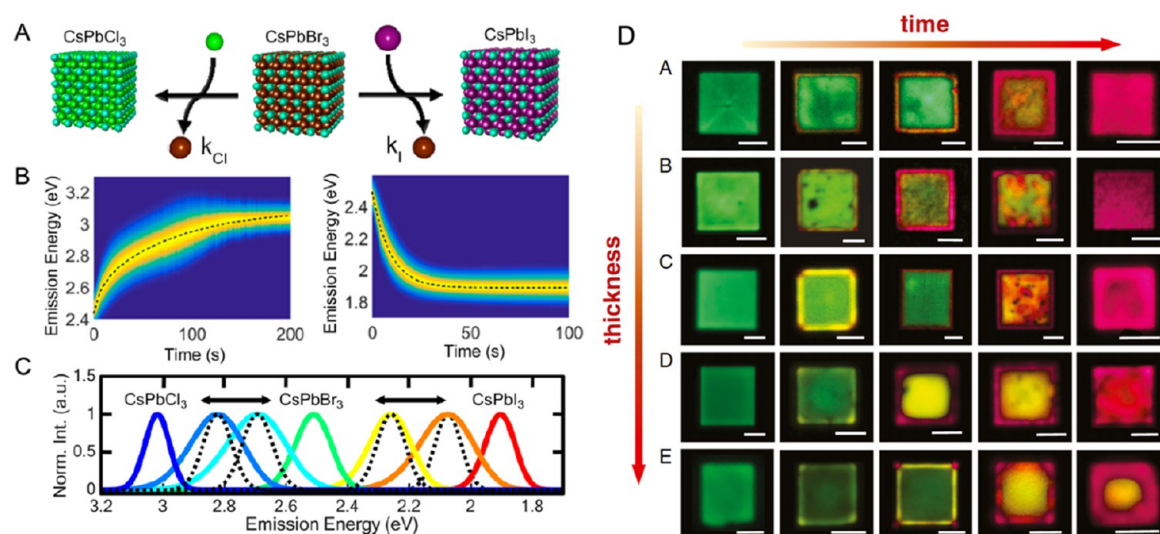 A
CsPbCl3
CsPbBr3
CsPbI3
kCl
kI
B
Emission Energy (eV)
3.2
3
2.8
2.6
2.4
0
100
200
Time (s)
Emission Energy (eV)
2.4
2.2
2
1.8
0
50
100
Time (s)
C
Norm. Int. (a.u.)
1.5
1
0.5
0
CsPbCl3
CsPbBr3
CsPbI3
3.2 3 2.8 2.6 2.4 2.2 2 1.8
Emission Energy (eV)
D
time
thickness
A
B
C
D
E